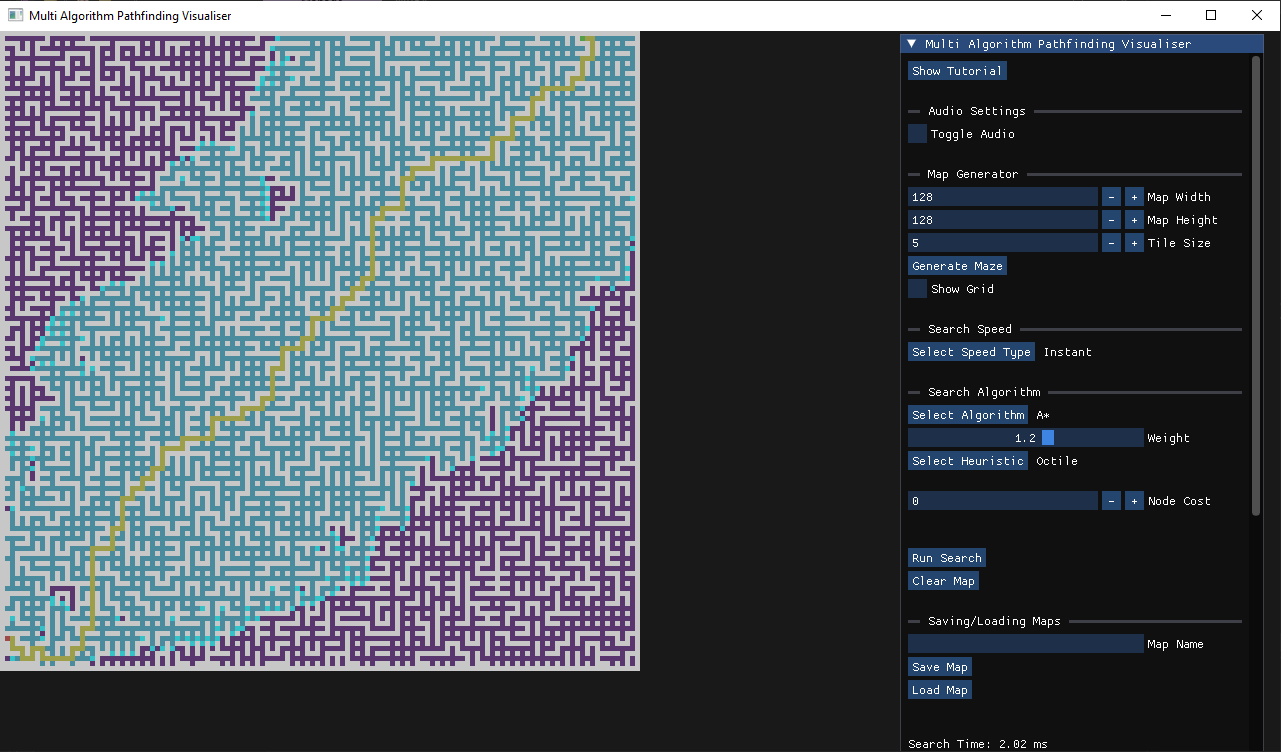 Multi Algorithm Pathfinding Visualiser
Multi Algorithm Pathfinding Visualiser
Show Tutorial
Audio Settings
Toggle Audio
Map Generator
128 - + Map Width
128 - + Map Height
5 - + Tile Size
Generate Maze
Show Grid
Search Speed
Select Speed Type Instant
Search Algorithm
Select Algorithm A*
1.2 Weight
Select Heuristic Octile
0 - + Node Cost
Run Search
Clear Map
Saving/Loading Maps
Map Name
Save Map
Load Map
Search Time: 2.02 ms